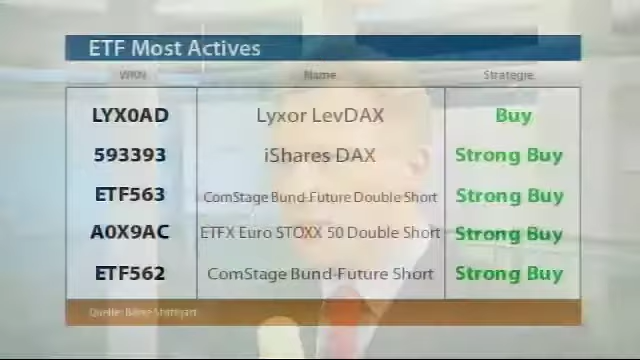 ETF Most Actives
WKN Name Strategie
LYX0AD Lyxor LevDAX Buy
593393 iShares DAX Strong Buy
ETF563 ComStage Bund-Future Double Short Strong Buy
A0X9AC ETFX Euro STOXX 50 Double Short Strong Buy
ETF562 ComStage Bund-Future Short Strong Buy
Quelle: Börse Stuttgart